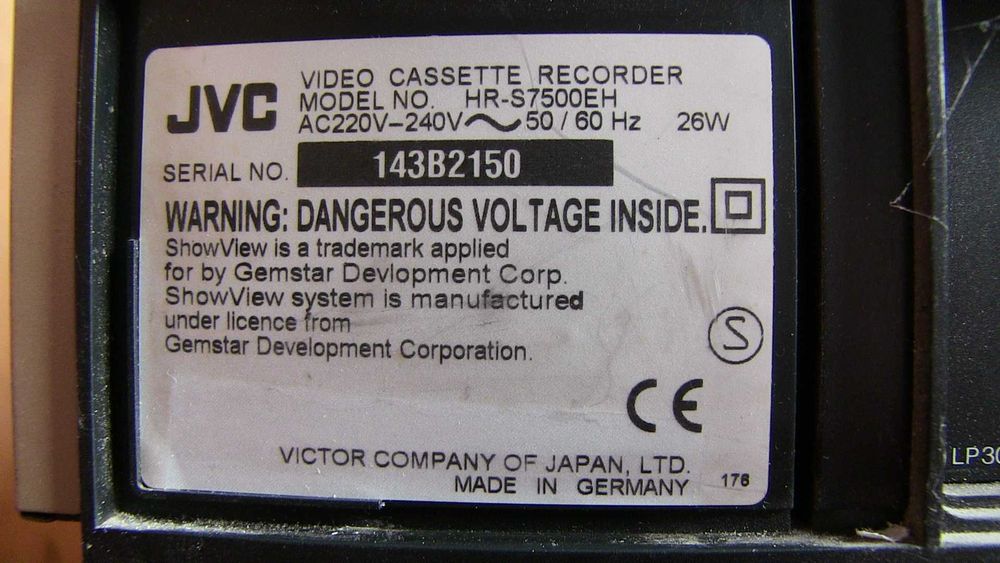 JVC
VIDEO CASSETTE RECORDER
MODEL NO. HR-S7500EH
AC220V–240V～50 / 60 Hz 26W
SERIAL NO. 143B2150
WARNING: DANGEROUS VOLTAGE INSIDE.
ShowView is a trademark applied
for by Gemstar Devlopment Corp.
ShowView system is manufactured
under licence from
Gemstar Development Corporation.
S
CE
VICTOR COMPANY OF JAPAN, LTD.
MADE IN GERMANY 176
LP30